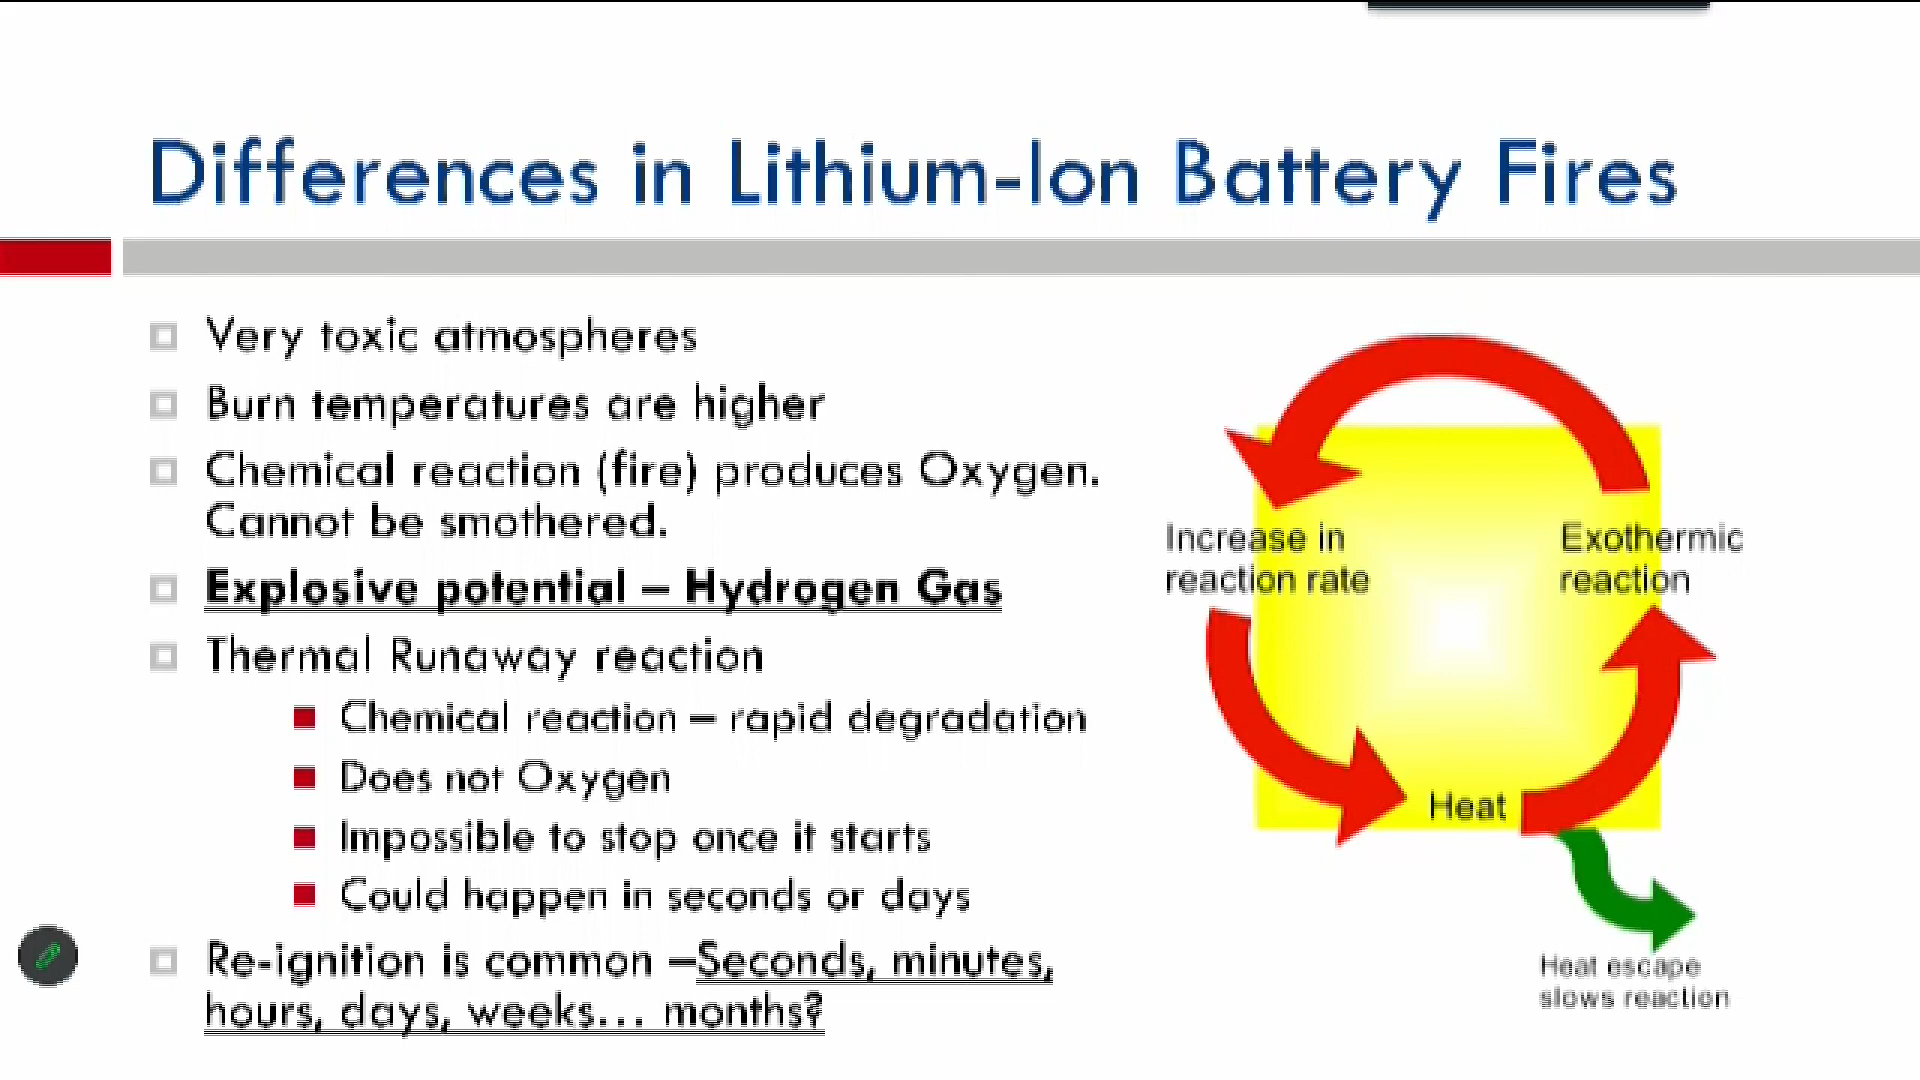 Differences in Lithium-Ion Battery Fires
Very toxic atmospheres
Burn temperatures are higher
Chemical reaction (fire) produces Oxygen.
Cannot be smothered.
Explosive potential – Hydrogen Gas
Thermal Runaway reaction
Chemical reaction – rapid degradation
Does not Oxygen
Impossible to stop once it starts
Could happen in seconds or days
Re-ignition is common –Seconds, minutes,
hours, days, weeks... months?
Increase in
reaction rate
Exothermic
reaction
Heat
Heat escape
slows reaction